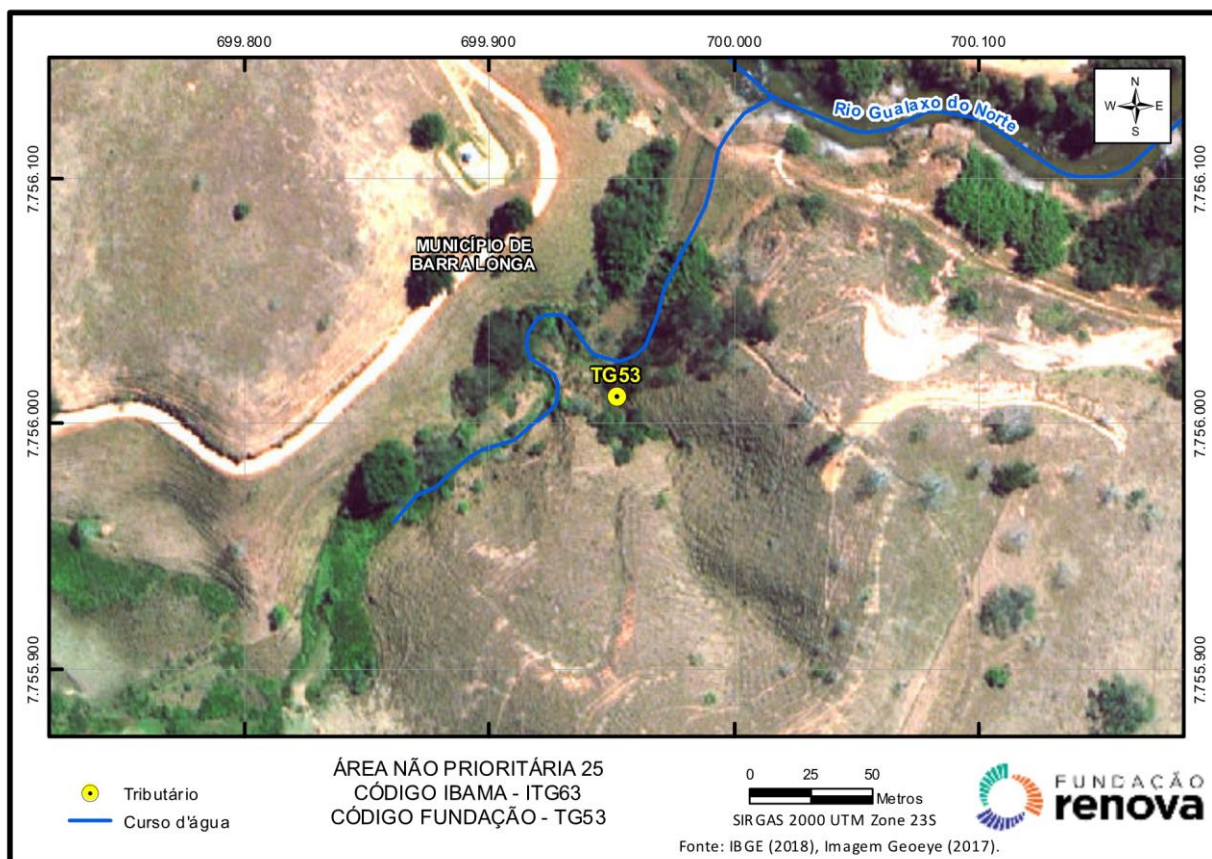 699.800
699.900
700.000
700.100
N
W E
S
Rio Gualaxo do Norte
7.756.100
7.756.100
MUNICÍPIO DE
BARRA LONGA
TG53
7.756.000
7.756.000
7.755.900
7.755.900
Tributário
Curso d'água
ÁREA NÃO PRIORITÁRIA 25
CÓDIGO IBAMA - ITG63
CÓDIGO FUNDAÇÃO - TG53
0 25 50
Metros
SIRGAS 2000 UTM Zone 23S
Fonte: IBGE (2018), Imagem Geoeye (2017).
FUNDAÇÃO
renova